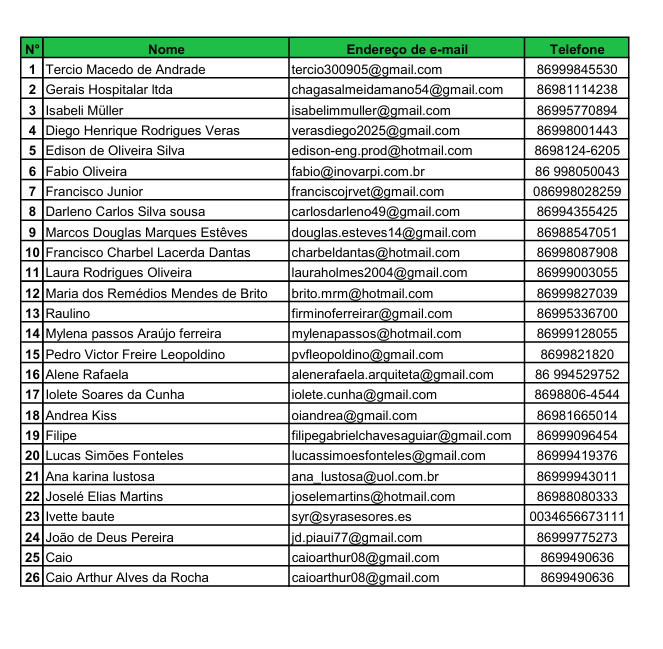 N° Nome Endereço de e-mail Telefone
1 Tercio Macedo de Andrade tercio300905@gmail.com 86999845530
2 Gerais Hospitalar ltda chagasalmeidamano54@gmail.com 86981114238
3 Isabeli Müller isabelimmuller@gmail.com 86995770894
4 Diego Henrique Rodrigues Veras verasdiego2025@gmail.com 86998001443
5 Edison de Oliveira Silva edison-eng.prod@hotmail.com 8698124-6205
6 Fabio Oliveira fabio@inovarpi.com.br 86 998050043
7 Francisco Junior franciscojrvet@gmail.com 086998028259
8 Darleno Carlos Silva sousa carlosdarleno49@gmail.com 86994355425
9 Marcos Douglas Marques Estêves douglas.esteves14@gmail.com 86988547051
10 Francisco Charbel Lacerda Dantas charbeldantas@hotmail.com 86998087908
11 Laura Rodrigues Oliveira lauraholmes2004@gmail.com 86999003055
12 Maria dos Remédios Mendes de Brito brito.mrm@hotmail.com 86999827039
13 Raulino firminoferreirar@gmail.com 86995336700
14 Mylena passos Araújo ferreira mylenapassos@hotmail.com 86999128055
15 Pedro Victor Freire Leopoldino pvfleopoldino@gmail.com 8699821820
16 Alene Rafaela alenerafaela.arquiteta@gmail.com 86 994529752
17 Iolete Soares da Cunha iolete.cunha@gmail.com 8698806-4544
18 Andrea Kiss oiandrea@gmail.com 86981665014
19 Filipe filipegabrielchavesaguiar@gmail.com 86999096454
20 Lucas Simões Fonteles lucassimoesfonteles@gmail.com 86999419376
21 Ana karina lustosa ana_lustosa@uol.com.br 86999943011
22 Joselé Elias Martins joselemartins@hotmail.com 86988080333
23 Ivette baute syr@syrasesores.es 0034656673111
24 João de Deus Pereira jd.piaui77@gmail.com 86999775273
25 Caio caioarthur08@gmail.com 8699490636
26 Caio Arthur Alves da Rocha caioarthur08@gmail.com 8699490636